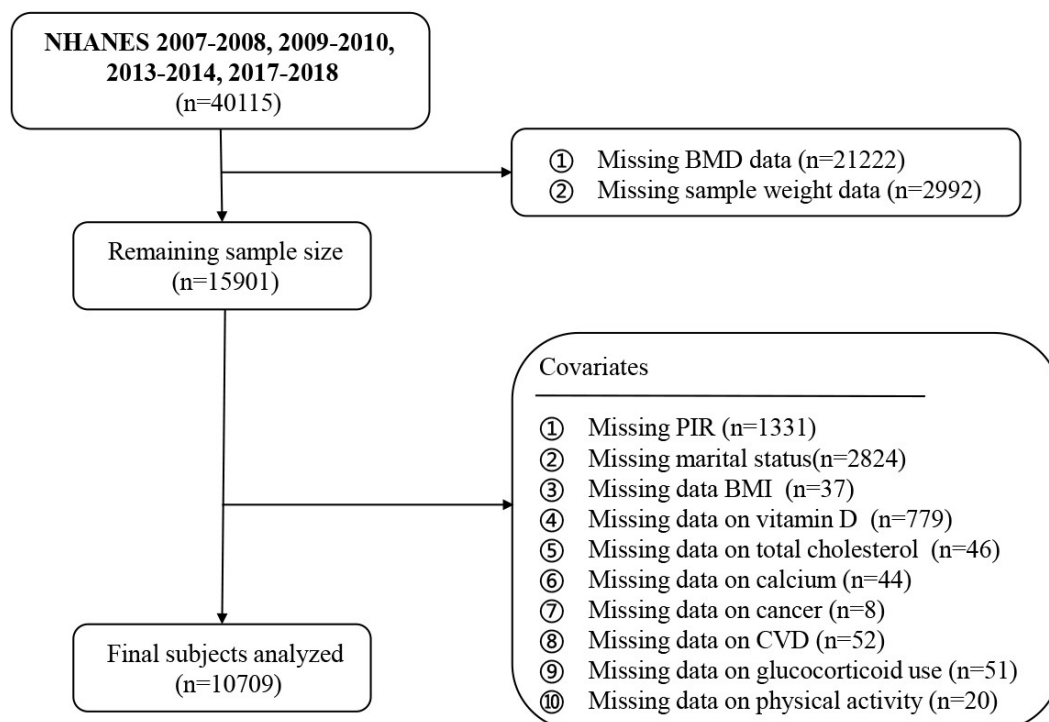 NHANES 2007-2008, 2009-2010,
2013-2014, 2017-2018
(n=40115)
① Missing BMD data (n=21222)
② Missing sample weight data (n=2992)
Remaining sample size
(n=15901)
Covariates
① Missing PIR (n=1331)
② Missing marital status(n=2824)
③ Missing data BMI (n=37)
④ Missing data on vitamin D (n=779)
⑤ Missing data on total cholesterol (n=46)
⑥ Missing data on calcium (n=44)
⑦ Missing data on cancer (n=8)
⑧ Missing data on CVD (n=52)
⑨ Missing data on glucocorticoid use (n=51)
⑩ Missing data on physical activity (n=20)
Final subjects analyzed
(n=10709)